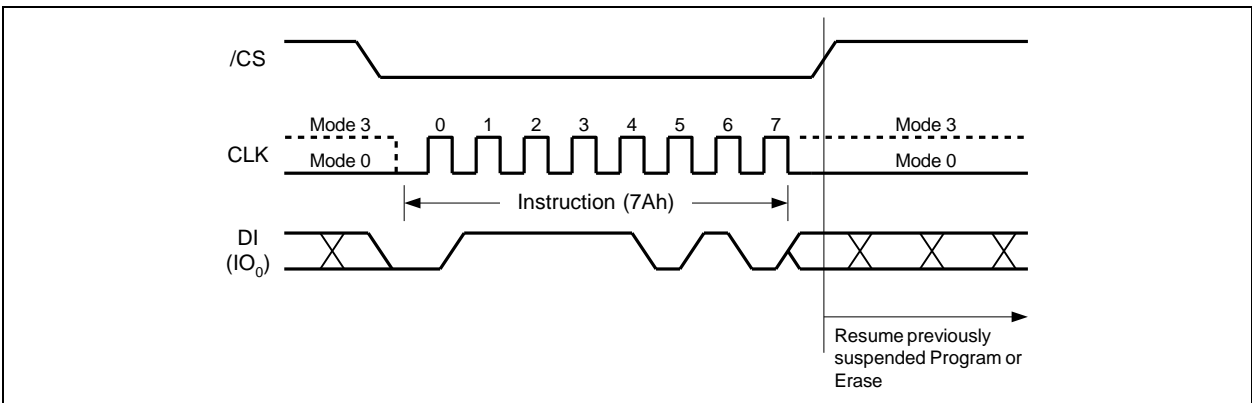 /CS
Mode 3 0 1 2 3 4 5 6 7 Mode 3
CLK
Mode 0 Mode 0
Instruction (7Ah)
DI
(IO0)
Resume previously
suspended Program or
Erase